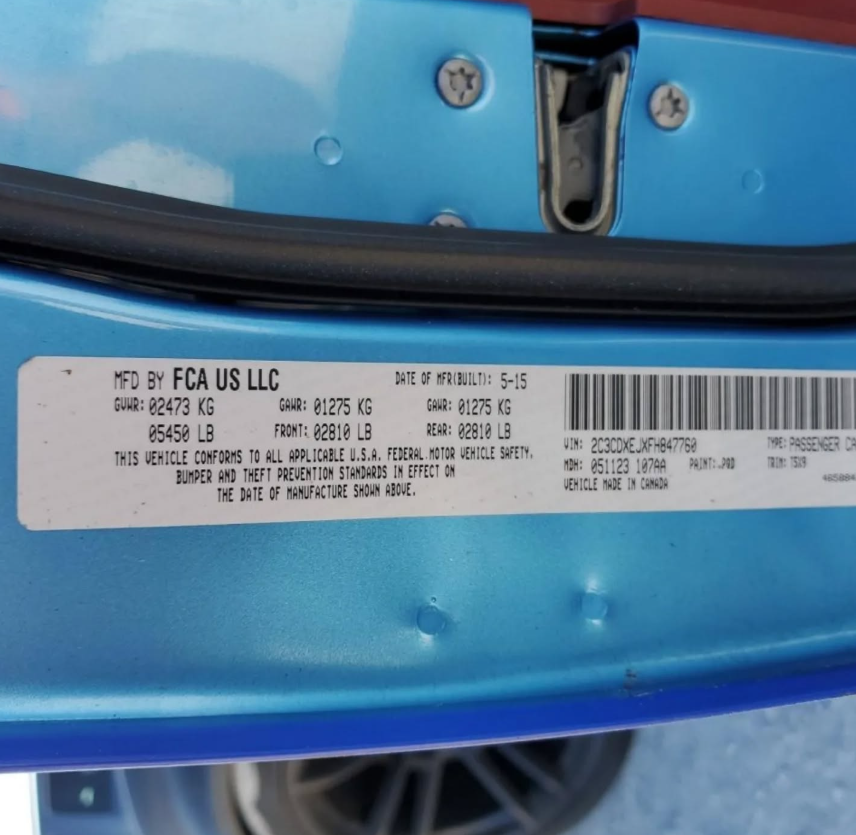 MFD BY FCA US LLC
DATE OF MFR(BUILT): 5-15
GVWR: 02473 KG GAWR: 01275 KG GAWR: 01275 KG
05450 LB FRONT: 02810 LB REAR: 02810 LB
THIS VEHICLE CONFORMS TO ALL APPLICABLE U.S.A. FEDERAL MOTOR VEHICLE SAFETY,
BUMPER AND THEFT PREVENTION STANDARDS IN EFFECT ON
THE DATE OF MANUFACTURE SHOWN ABOVE.
VIN: 2C3CDXEJXFH847760 TYPE: PASSENGER CA
MDH: 051123 107AA PAINT: TRIM: T5X9
VEHICLE MADE IN CANADA